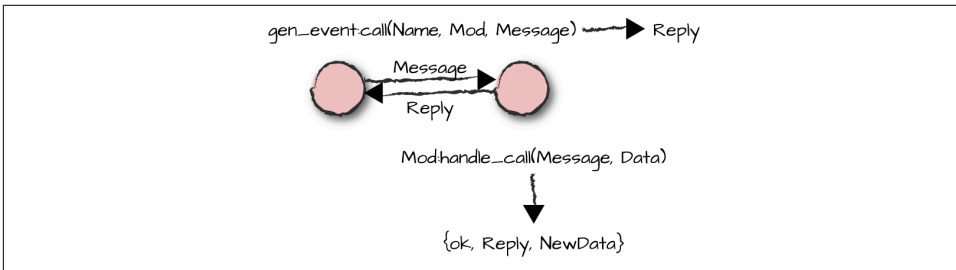 gen_event:call(Name, Mod, Message) Reply
Message
Reply
Mod:handle_call(Message, Data)
{ok, Reply, NewData}